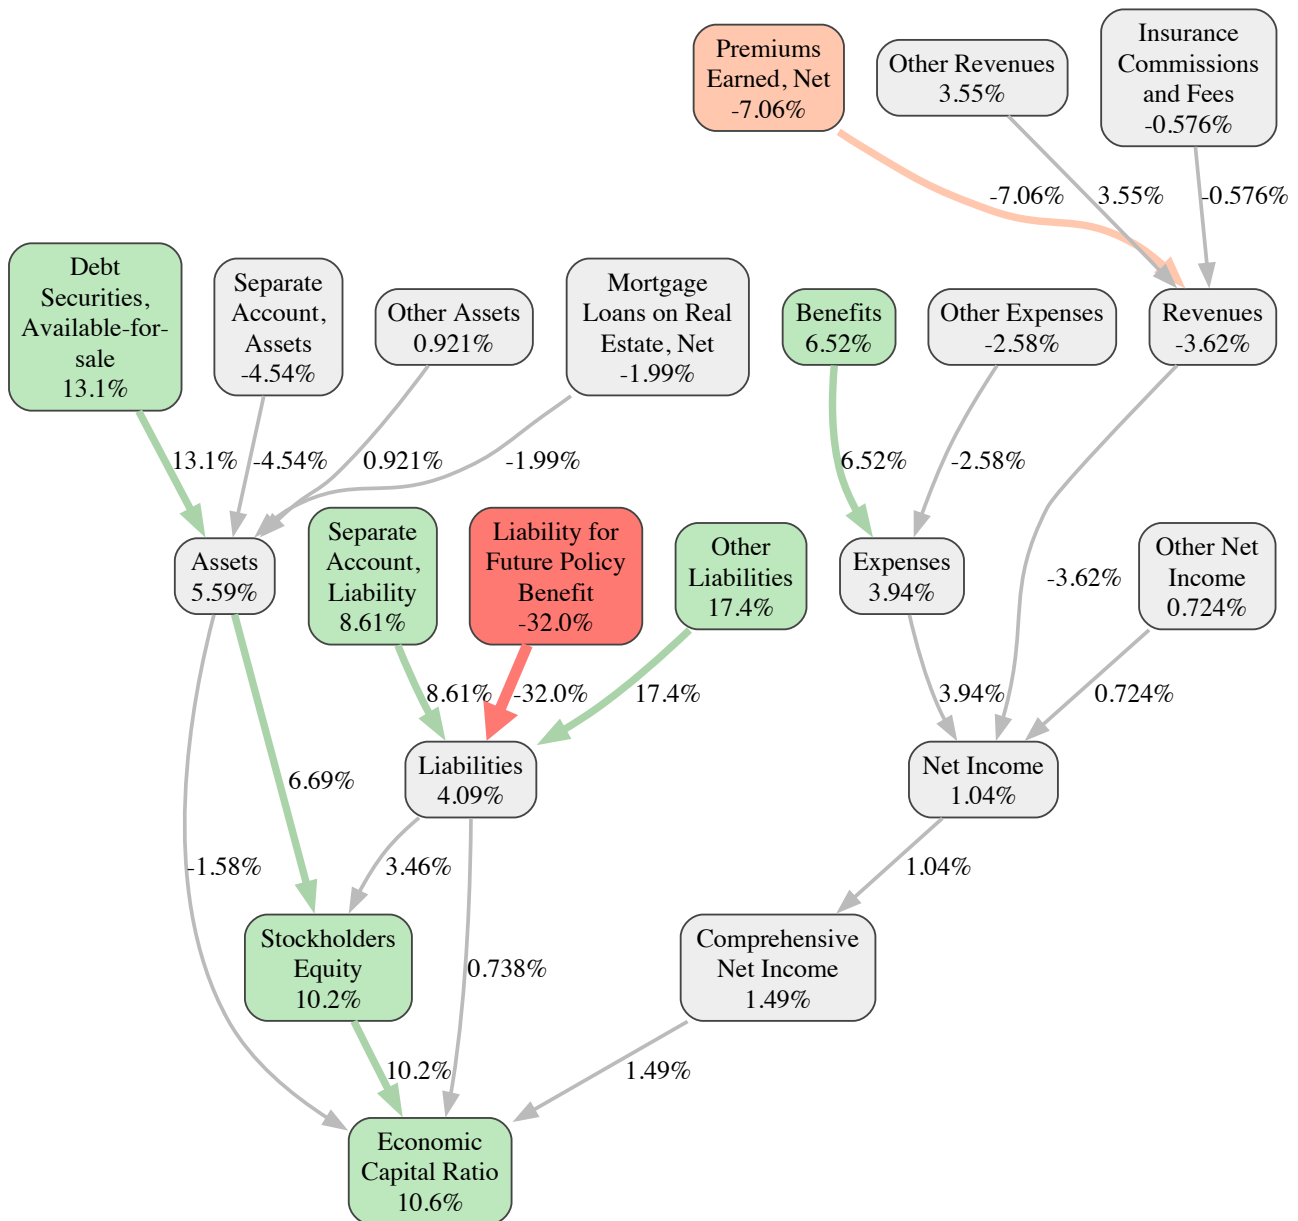 Premiums
Earned, Net
-7.06%
Other Revenues
3.55%
Insurance
Commissions
and Fees
-0.576%
-7.06%
3.55%
-0.576%
Debt
Securities,
Available-for-
sale
13.1%
Separate
Account,
Assets
-4.54%
Other Assets
0.921%
Mortgage
Loans on Real
Estate, Net
-1.99%
Benefits
6.52%
Other Expenses
-2.58%
Revenues
-3.62%
13.1%
-4.54%
0.921%
-1.99%
6.52%
-2.58%
Assets
5.59%
Separate
Account,
Liability
8.61%
Liability for
Future Policy
Benefit
-32.0%
Other
Liabilities
17.4%
Expenses
3.94%
-3.62%
Other Net
Income
0.724%
8.61%
-32.0%
17.4%
3.94%
0.724%
6.69%
Liabilities
4.09%
Net Income
1.04%
-1.58%
3.46%
1.04%
Stockholders
Equity
10.2%
0.738%
Comprehensive
Net Income
1.49%
10.2%
1.49%
Economic
Capital Ratio
10.6%